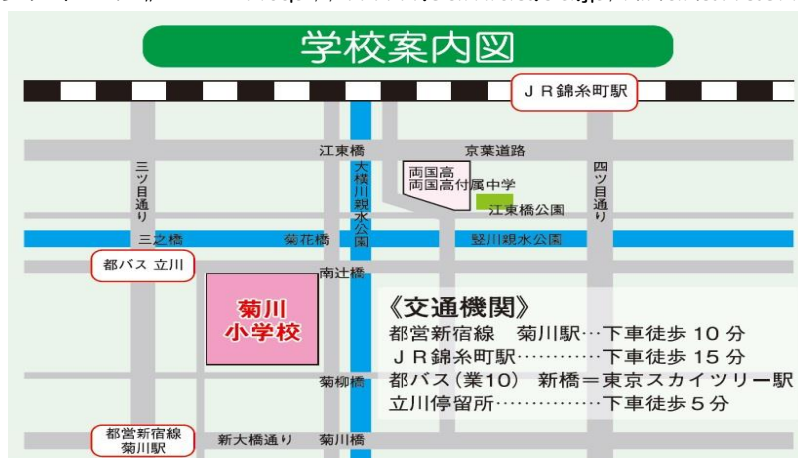 学校案内図
JR錦糸町駅
江東橋
京葉道路
三ツ目通り
大横川親水公園
両国高
両国高付属中学
四ツ目通り
江東橋公園
三之橋
菊花橋
竪川親水公園
都バス 立川
南辻橋
菊川
小学校
《交通機関》
都営新宿線 菊川駅…下車徒歩10分
JR錦糸町駅…………下車徒歩15分
都バス(業10) 新橋=東京スカイツリー駅
立川停留所……………下車徒歩5分
菊柳橋
都営新宿線
菊川駅
新大橋通り
菊川橋